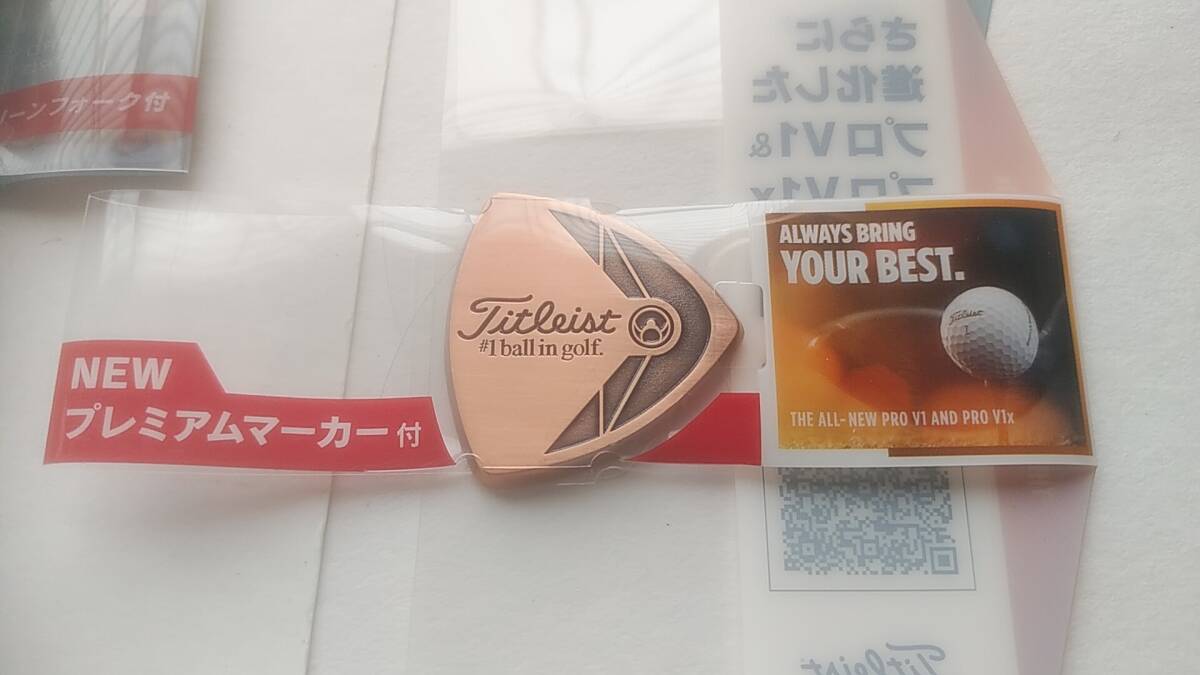 ーンフォーク付
さらに
進化した
プロV1&
プロV1x
ALWAYS BRING
YOUR BEST.
Titleist
1
Titleist
#1 ball in golf.
NEW
プレミアムマーカー付
THE ALL-NEW PRO V1 AND PRO V1x
Titleist